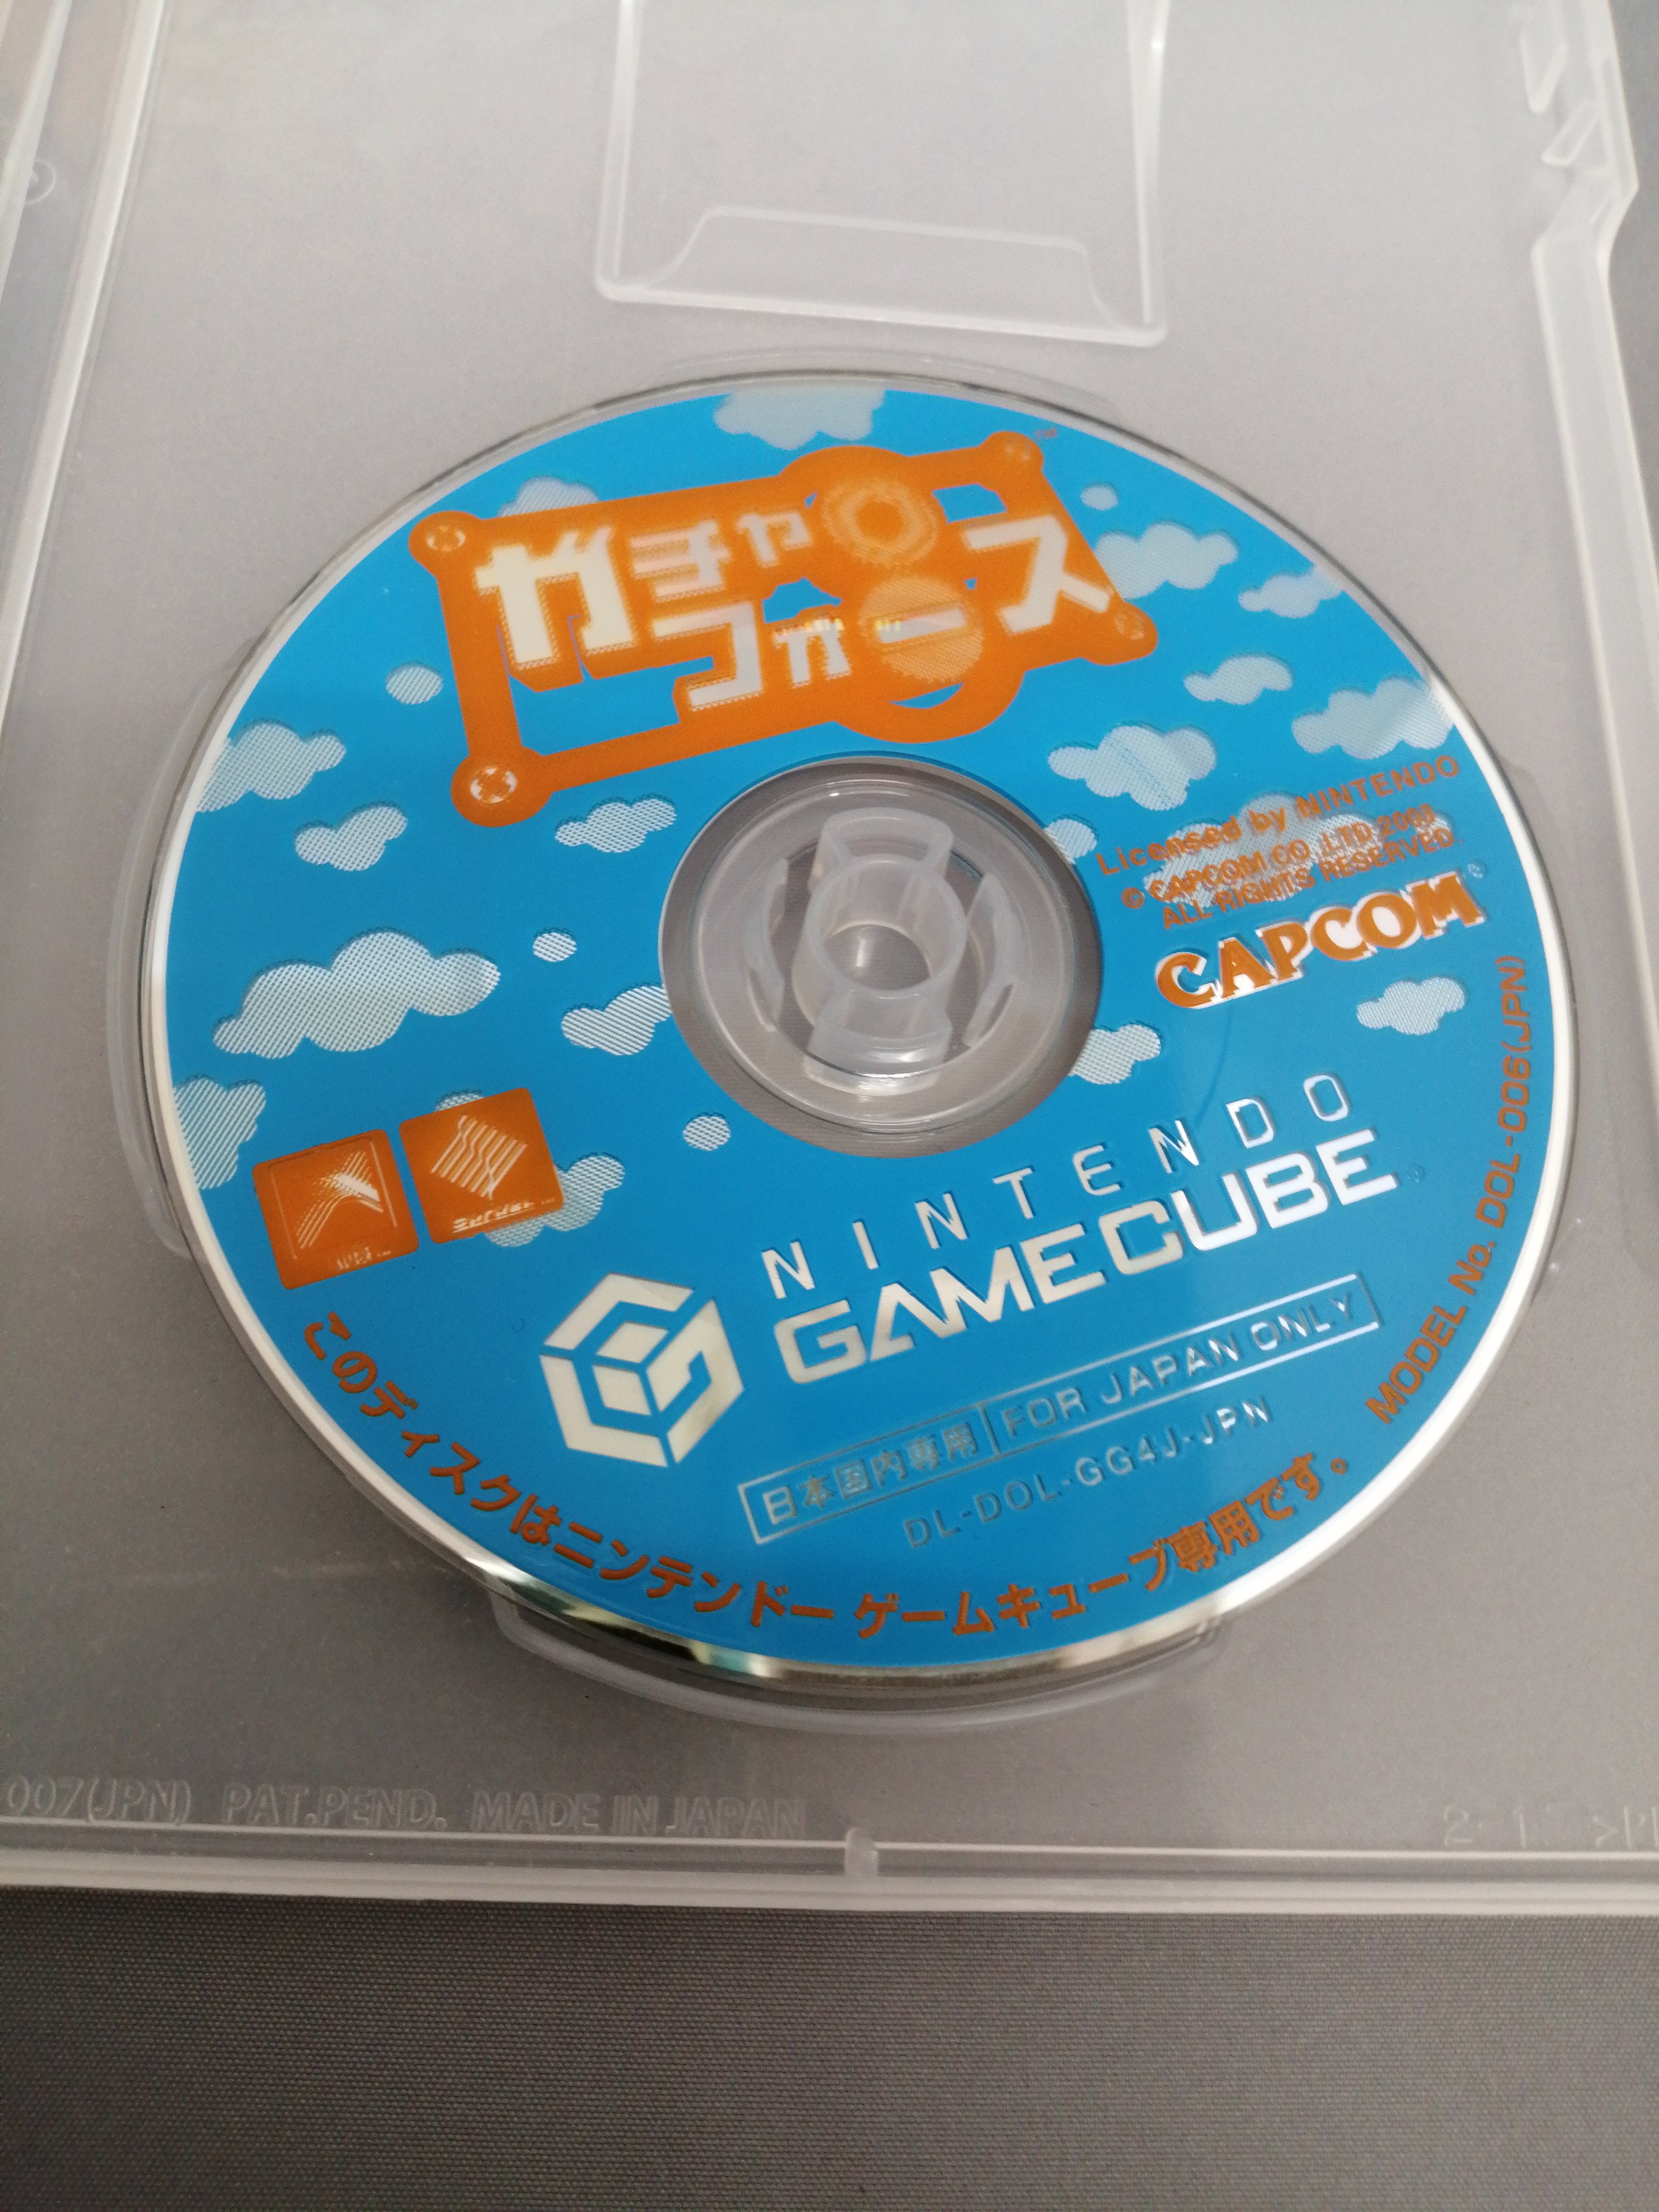 ガチャ
フォース
TM
Licensed by NINTENDO
© CAPCOM CO.,LTD. 2003
ALL RIGHTS RESERVED.
CAPCOM
NINTENDO
GAMECUBE
日本国内専用 FOR JAPAN ONLY
DL-DOL-GG4J-JPN
MODEL No. DOL-006(JPN)
このディスクはニンテンドー ゲームキューブ専用です。
007(JPN) PAT.PEND. MADE IN JAPAN